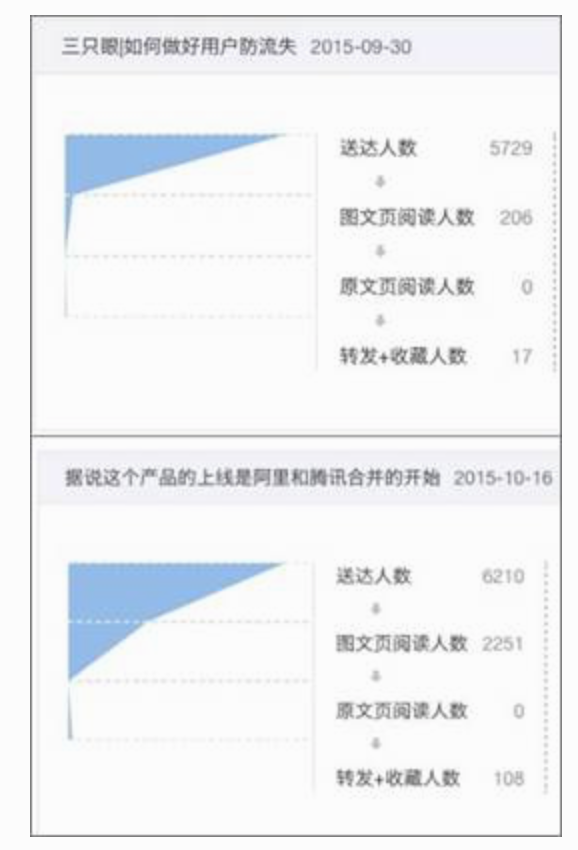 三只眼|如何做好用户防流失 2015-09-30
送达人数 5729
图文页阅读人数 206
原文页阅读人数 0
转发+收藏人数 17
据说这个产品的上线是阿里和腾讯合并的开始 2015-10-16
送达人数 6210
图文页阅读人数 2251
原文页阅读人数 0
转发+收藏人数 108